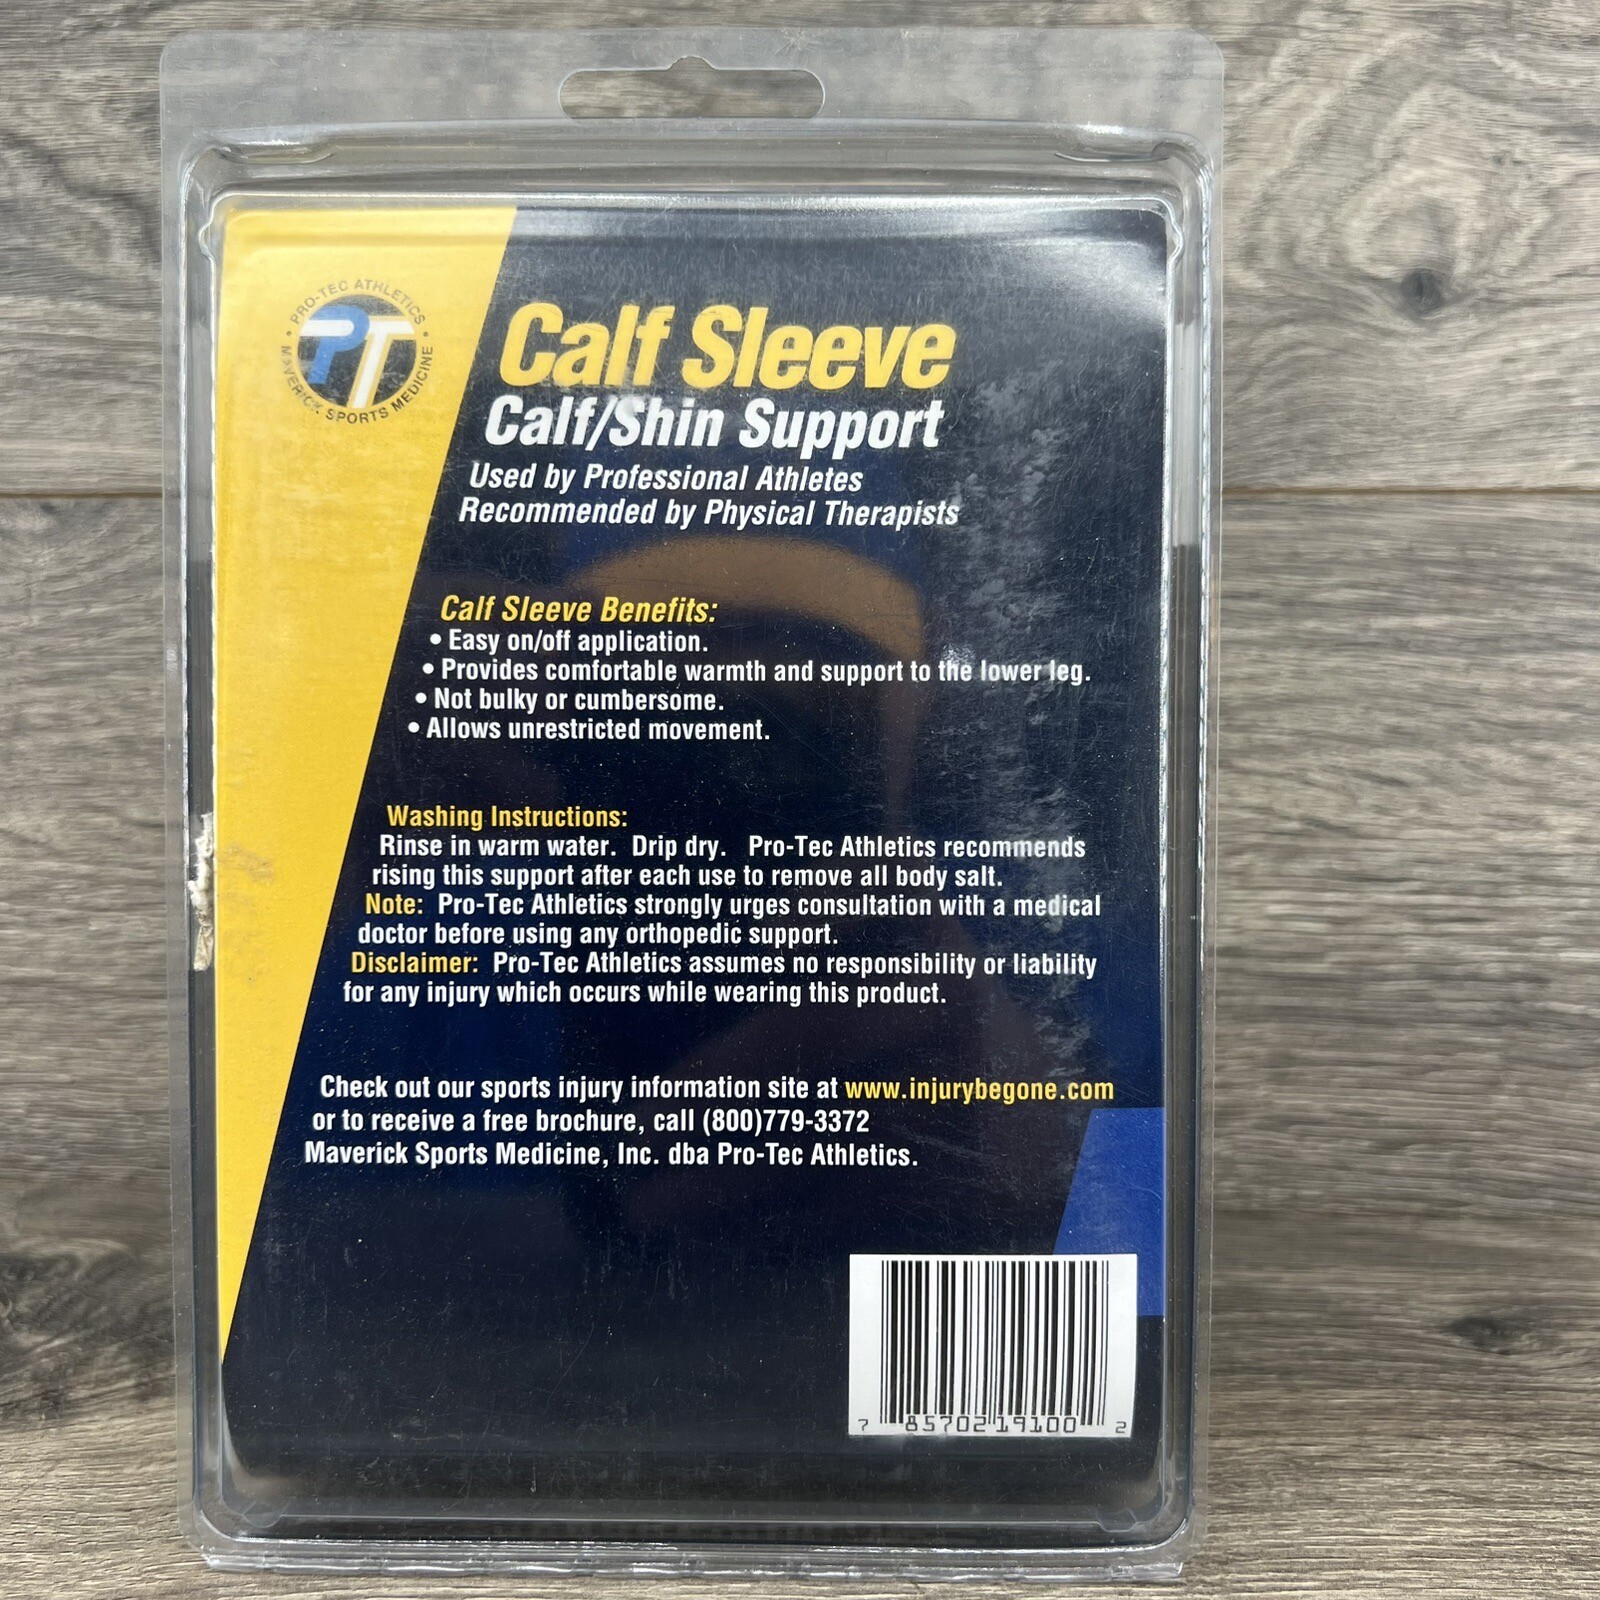 PRO-TEC ATHLETICS
PT
MAVERICK SPORTS MEDICINE
Calf Sleeve
Calf/Shin Support
Used by Professional Athletes
Recommended by Physical Therapists
Calf Sleeve Benefits:
• Easy on/off application.
• Provides comfortable warmth and support to the lower leg.
• Not bulky or cumbersome.
• Allows unrestricted movement.
Washing Instructions:
Rinse in warm water. Drip dry. Pro-Tec Athletics recommends
rising this support after each use to remove all body salt.
Note: Pro-Tec Athletics strongly urges consultation with a medical
doctor before using any orthopedic support.
Disclaimer: Pro-Tec Athletics assumes no responsibility or liability
for any injury which occurs while wearing this product.
Check out our sports injury information site at www.injurybegone.com
or to receive a free brochure, call (800)779-3372
Maverick Sports Medicine, Inc. dba Pro-Tec Athletics.
7 85702 19100 2